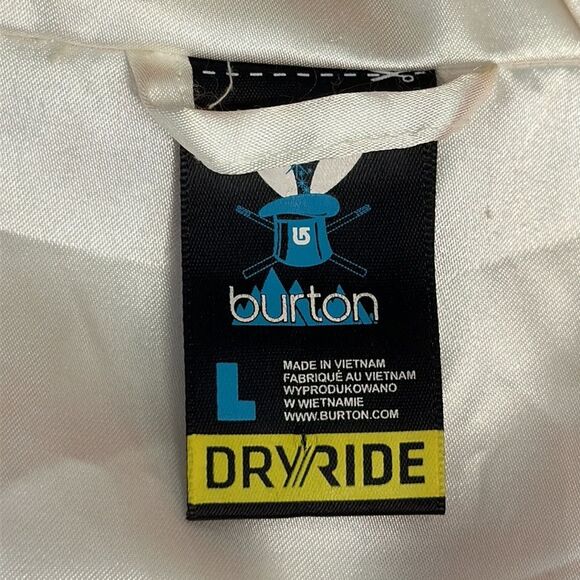 burton
L
MADE IN VIETNAM
FABRIQUÉ AU VIETNAM
WYPRODUKOWANO
W WIETNAMIE
WWW.BURTON.COM
DRYRIDE